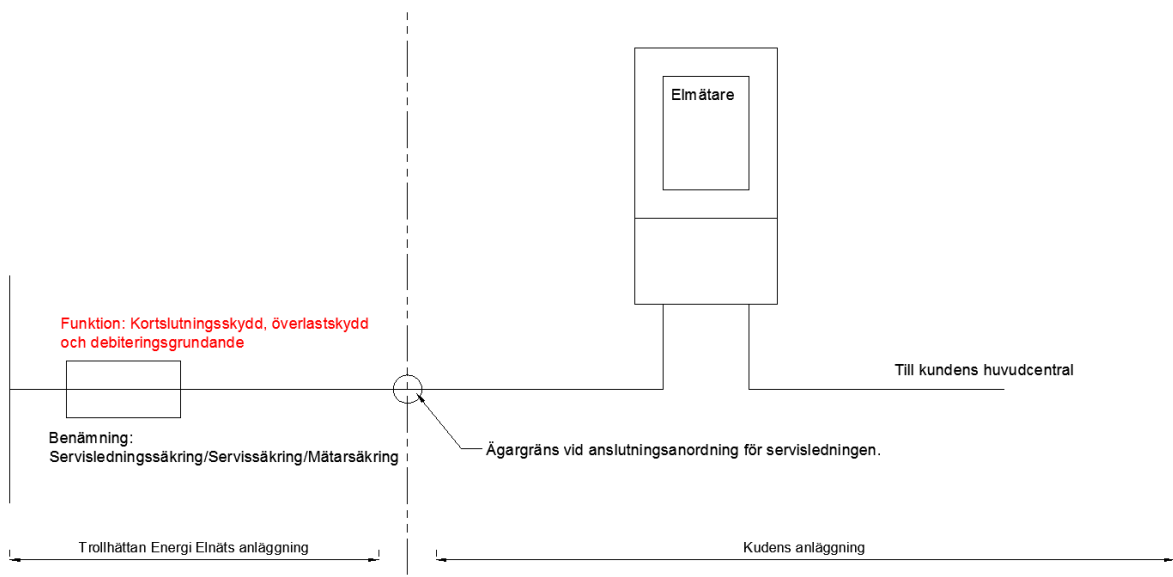 Elmätare
Funktion: Kortslutningsskydd, överlastskydd
och debiteringsgrundande
Till kundens huvudcentral
Benämning:
Servisledningssäkring/Servissäkring/Mätarsäkring
Ägargräns vid anslutningsanordning för servisledningen.
Trollhättan Energi Elnäts anläggning
Kudens anläggning